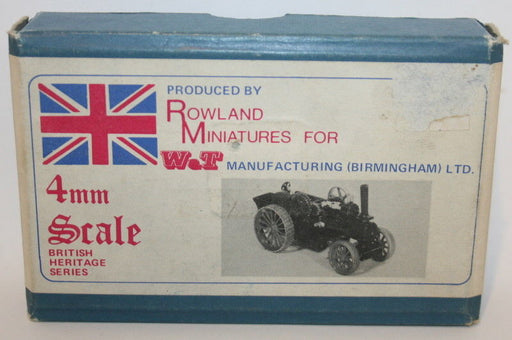 PRODUCED BY
ROWLAND
MINIATURES FOR
W&T MANUFACTURING (BIRMINGHAM) LTD.
4mm
Scale
BRITISH
HERITAGE
SERIES